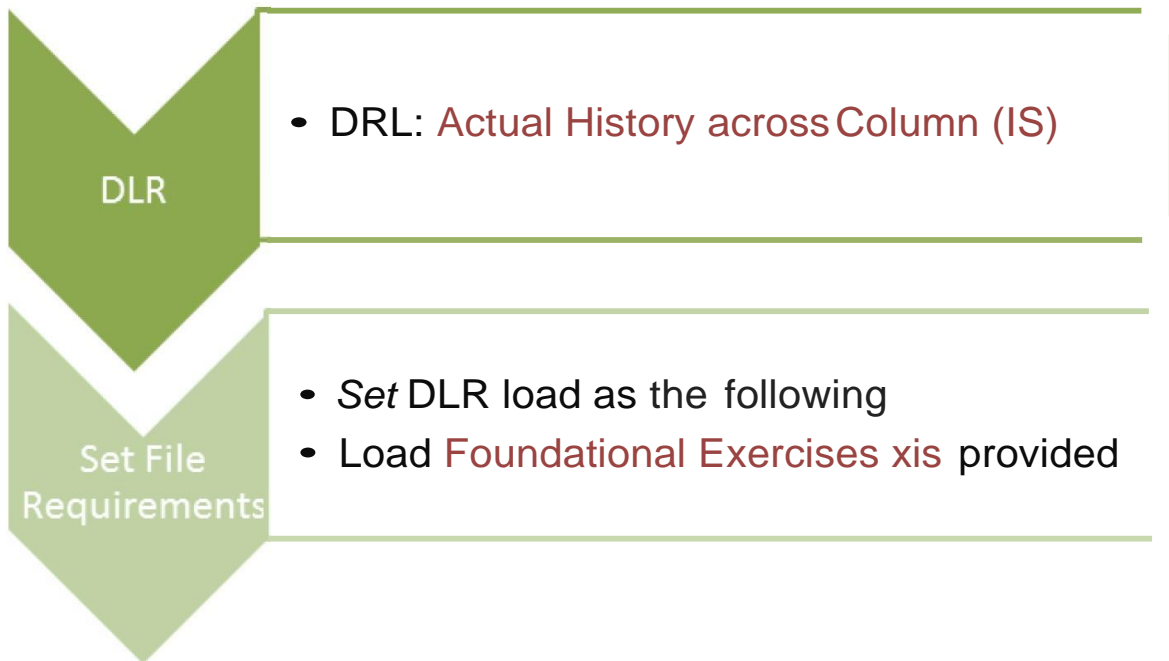 DLR
• DRL: Actual History across Column (IS)
Set File
Requirements
• Set DLR load as the following
• Load Foundational Exercises xis provided